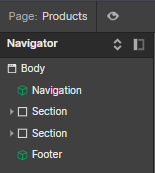 Page: Products
Navigator
Body
Navigation
Section
Section
Footer